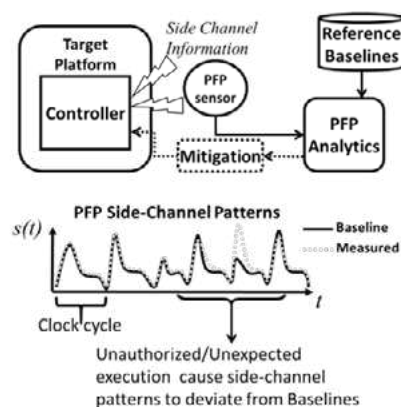 Side Channel
Information
Target
Platform
Controller
PFP
sensor
Reference
Baselines
PFP
Analytics
Mitigation
PFP Side-Channel Patterns
s(t)
Baseline
Measured
t
Clock cycle
Unauthorized/Unexpected
execution cause side-channel
patterns to deviate from Baselines